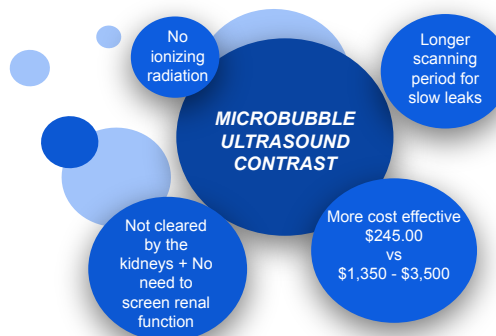 No
ionizing
radiation
Longer
scanning
period for
slow leaks
MICROBUBBLE
ULTRASOUND
CONTRAST
Not cleared
by the
kidneys + No
need to
screen renal
function
More cost effective
$245.00
vs
$1,350 - $3,500